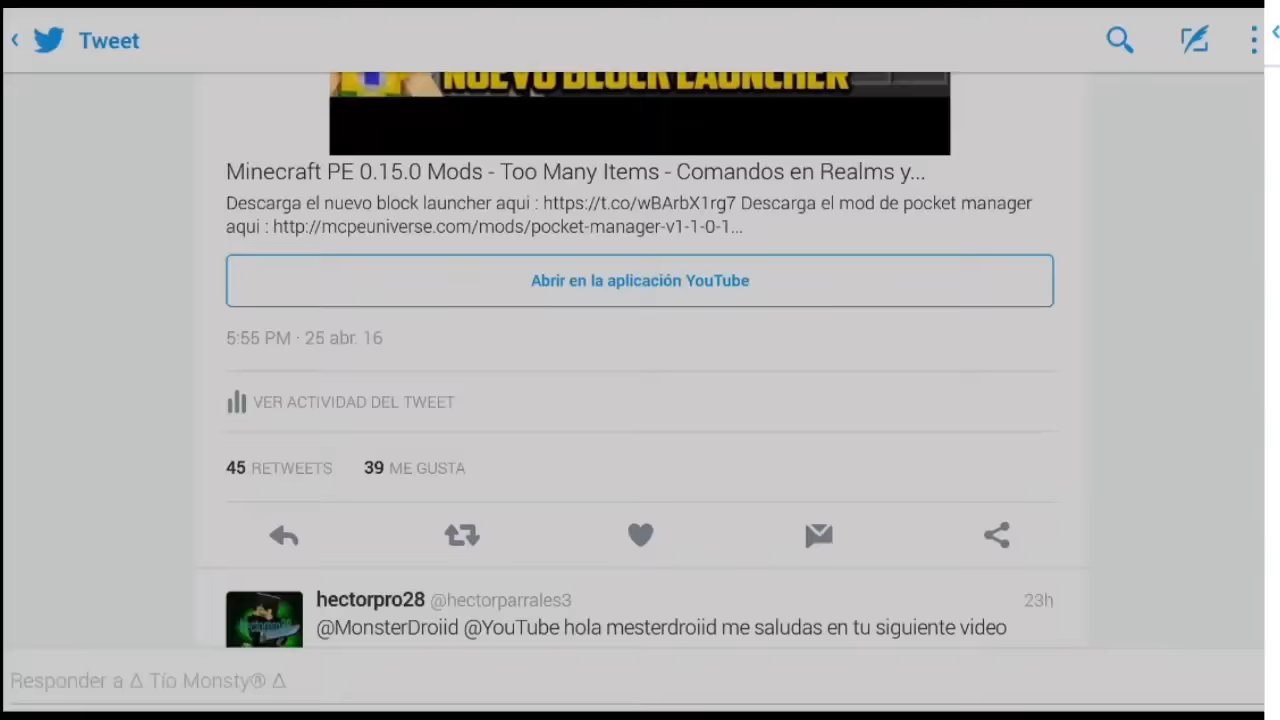 Tweet
NUEVO BLOCK LAUNCHER
Minecraft PE 0.15.0 Mods - Too Many Items - Comandos en Realms y...
Descarga el nuevo block launcher aqui : https://t.co/wBArbX1rg7 Descarga el mod de pocket manager
aqui : http://mcpeuniverse.com/mods/pocket-manager-v1-1-0-1...
Abrir en la aplicación YouTube
5:55 PM · 25 abr. 16
VER ACTIVIDAD DEL TWEET
45 RETWEETS 39 ME GUSTA
hectorpro28 @hectorparrales3 23h
@MonsterDroiid @YouTube hola mesterdroiid me saludas en tu siguiente video
Responder a Δ Tío Monsty® Δ